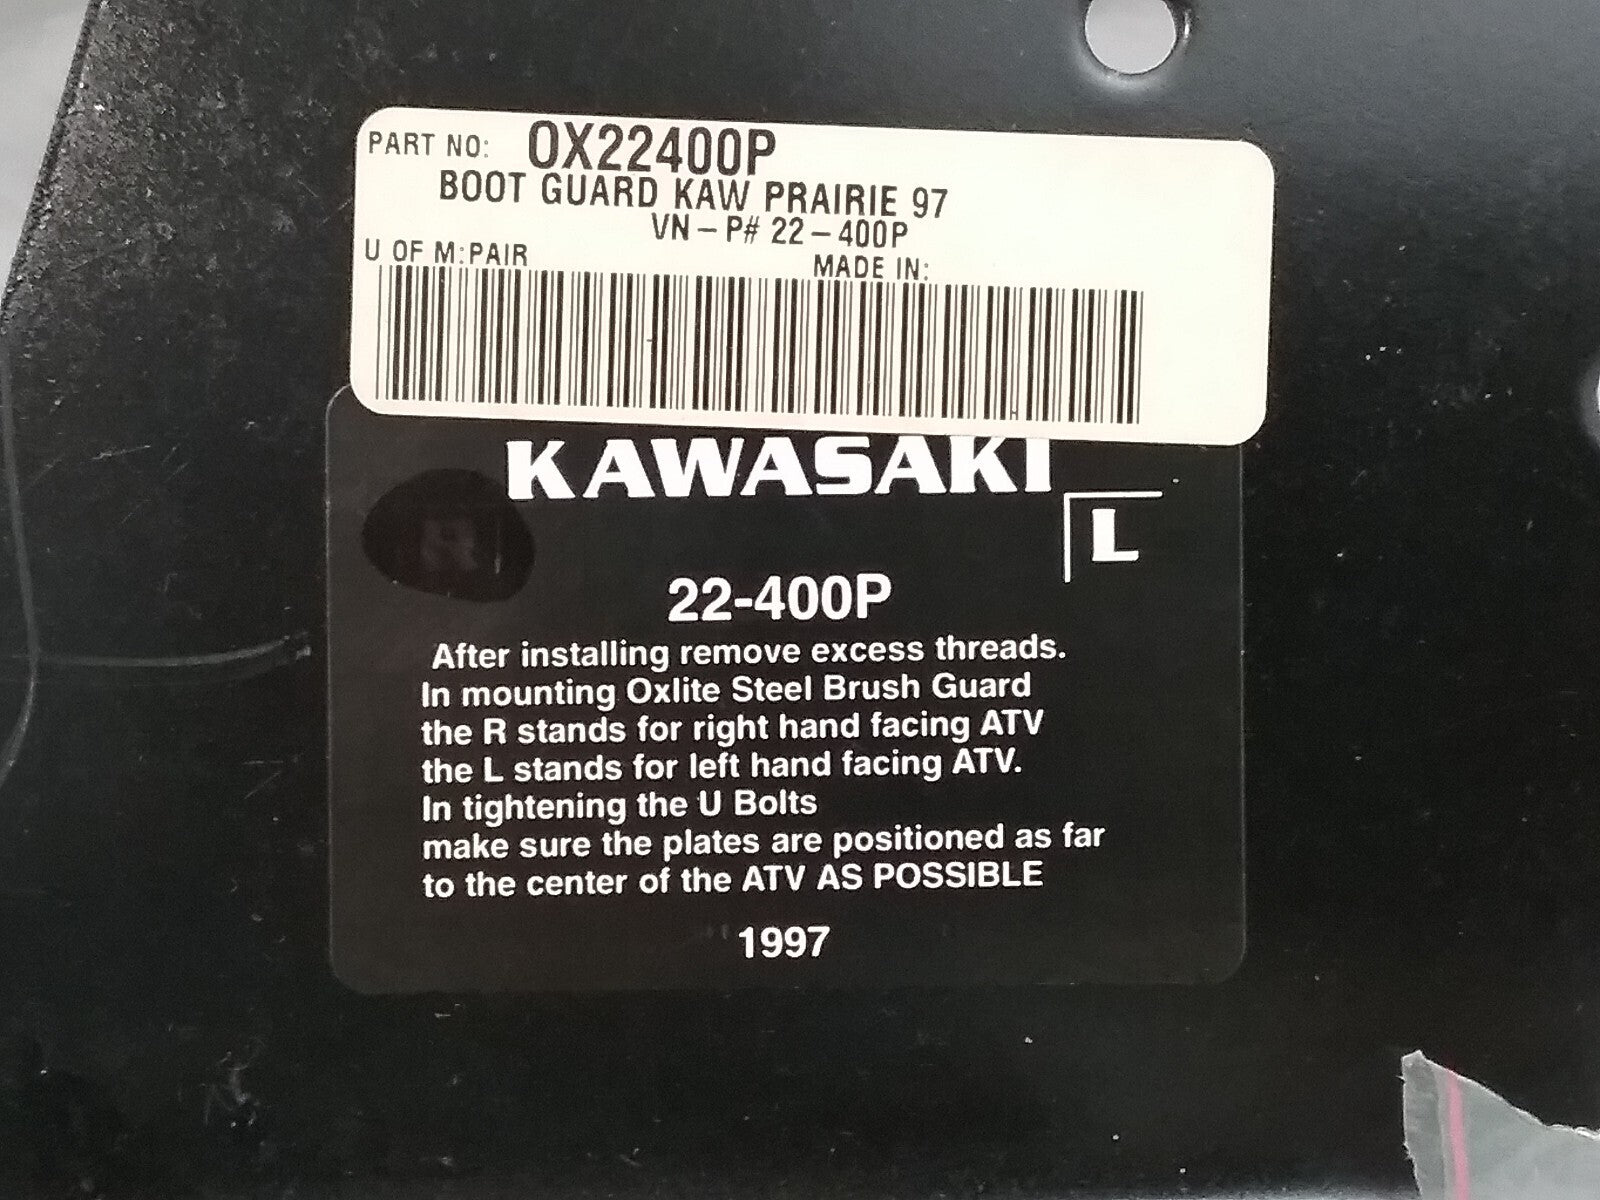 PART NO: OX22400P
BOOT GUARD KAW PRAIRIE 97
VN-P# 22-400P
U OF M:PAIR MADE IN:
KAWASAKI
R L
22-400P
After installing remove excess threads.
In mounting Oxlite Steel Brush Guard
the R stands for right hand facing ATV
the L stands for left hand facing ATV.
In tightening the U Bolts
make sure the plates are positioned as far
to the center of the ATV AS POSSIBLE
1997